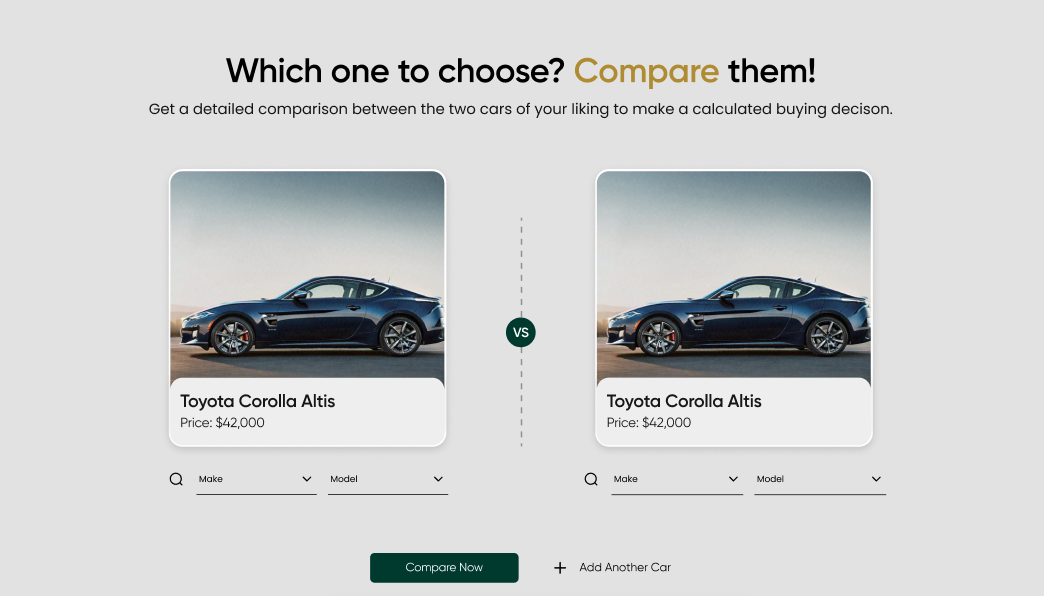 Which one to choose? Compare them!
Get a detailed comparison between the two cars of your liking to make a calculated buying decison.
VS
Toyota Corolla Altis
Price: $42,000
Toyota Corolla Altis
Price: $42,000
Make
Model
Make
Model
Compare Now
Add Another Car